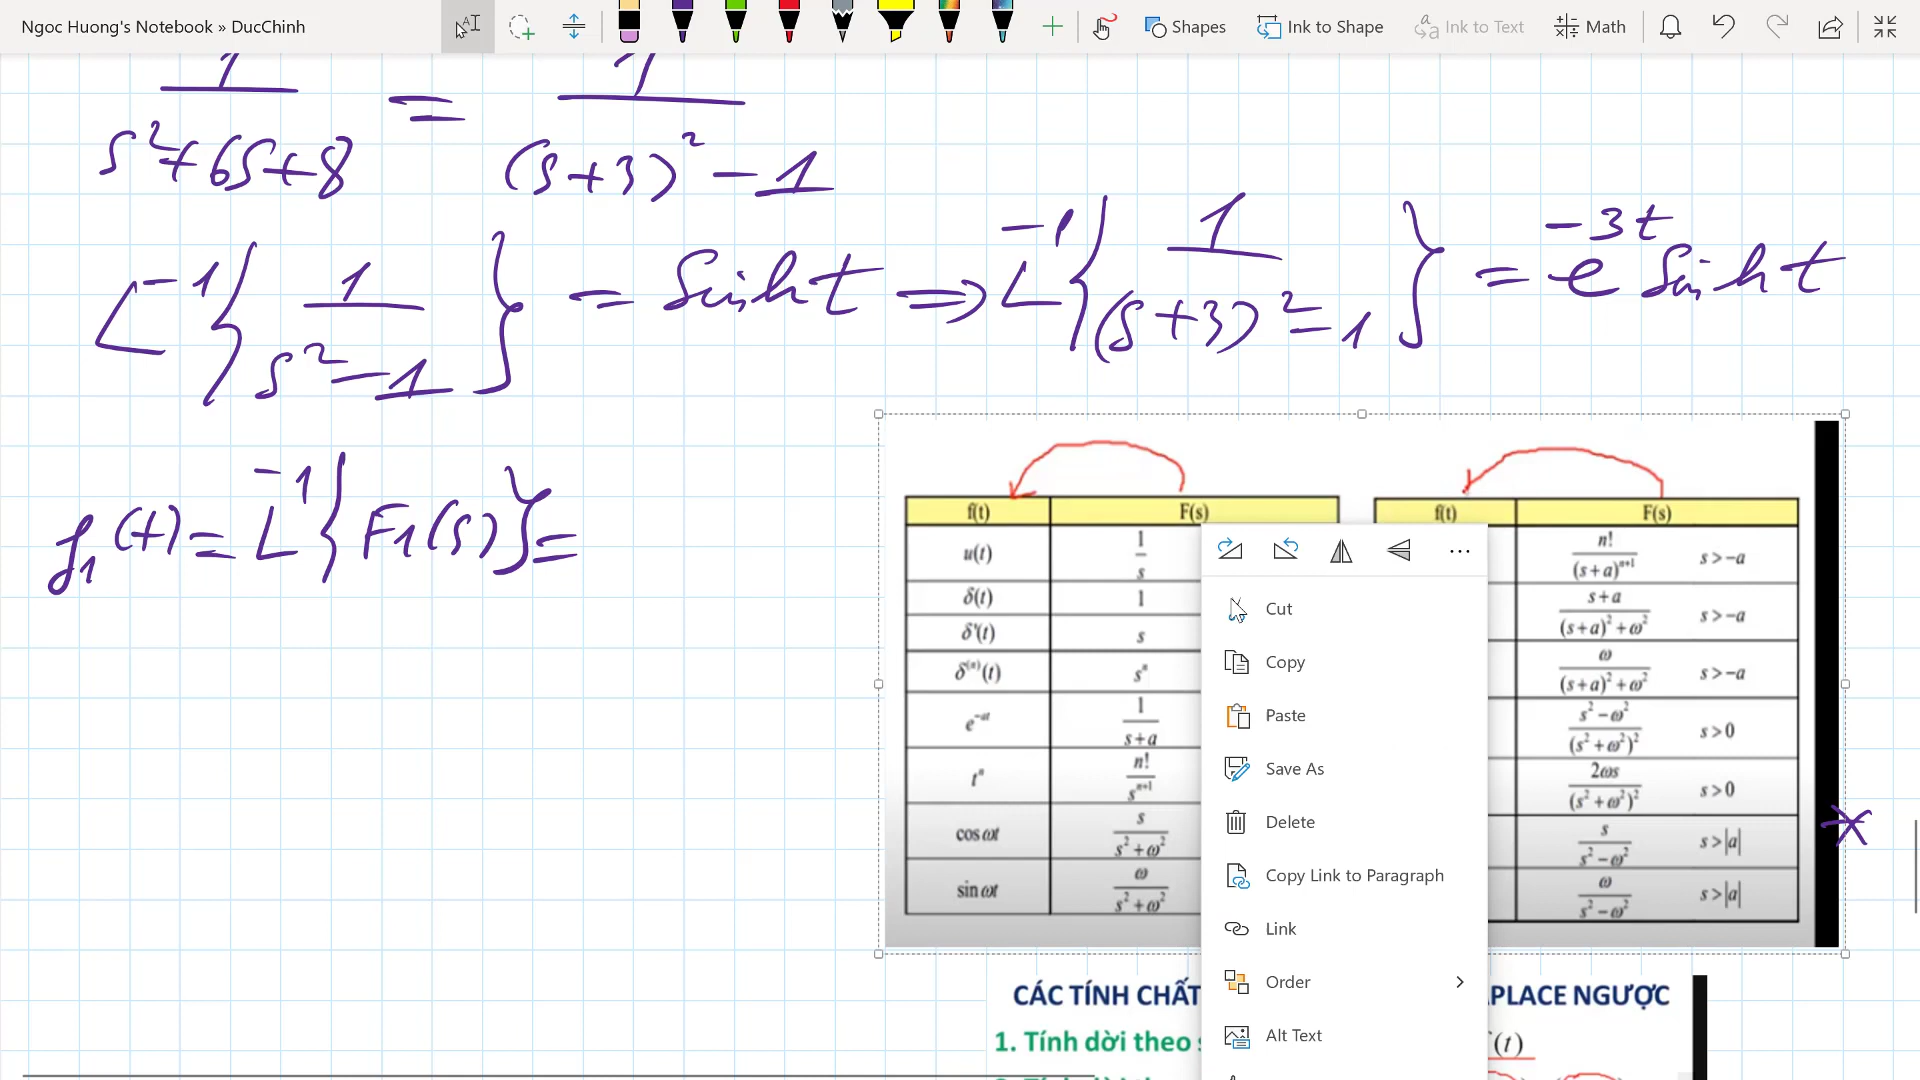 Ngoc Huong's Notebook » DucChinh
Shapes Ink to Shape Ink to Text Math
1/(s²+6s+8) = 1/((s+3)²-1)
L⁻¹{1/(s²-1)} = Sinh t ⇒ L⁻¹{1/((s+3)²-1)} = e⁻³ᵗ Sinh t
f₁(t) = L⁻¹{F1(s)} =
f(t) F(s) f(t) F(s)
u(t) 1/s n!/(s+a)ⁿ⁺¹ s>-a
δ(t) 1 (s+a)/((s+a)²+ω²) s>-a
δ'(t) s
δ⁽ⁿ⁾(t) sⁿ ω/((s+a)²+ω²) s>-a
e⁻ᵃᵗ 1/(s+a) (s²-ω²)/(s²+ω²)² s>0
tⁿ n!/sⁿ⁺¹ 2ωs/(s²+ω²)² s>0
cos ωt s/(s²+ω²) s/(s²-ω²) s>|a|
sin ωt ω/(s²+ω²) ω/(s²-ω²) s>|a|
Cut
Copy
Paste
Save As
Delete
Copy Link to Paragraph
Link
Order
Alt Text
CÁC TÍNH CHẤT PLACE NGƯỢC
1. Tính dời theo (t)